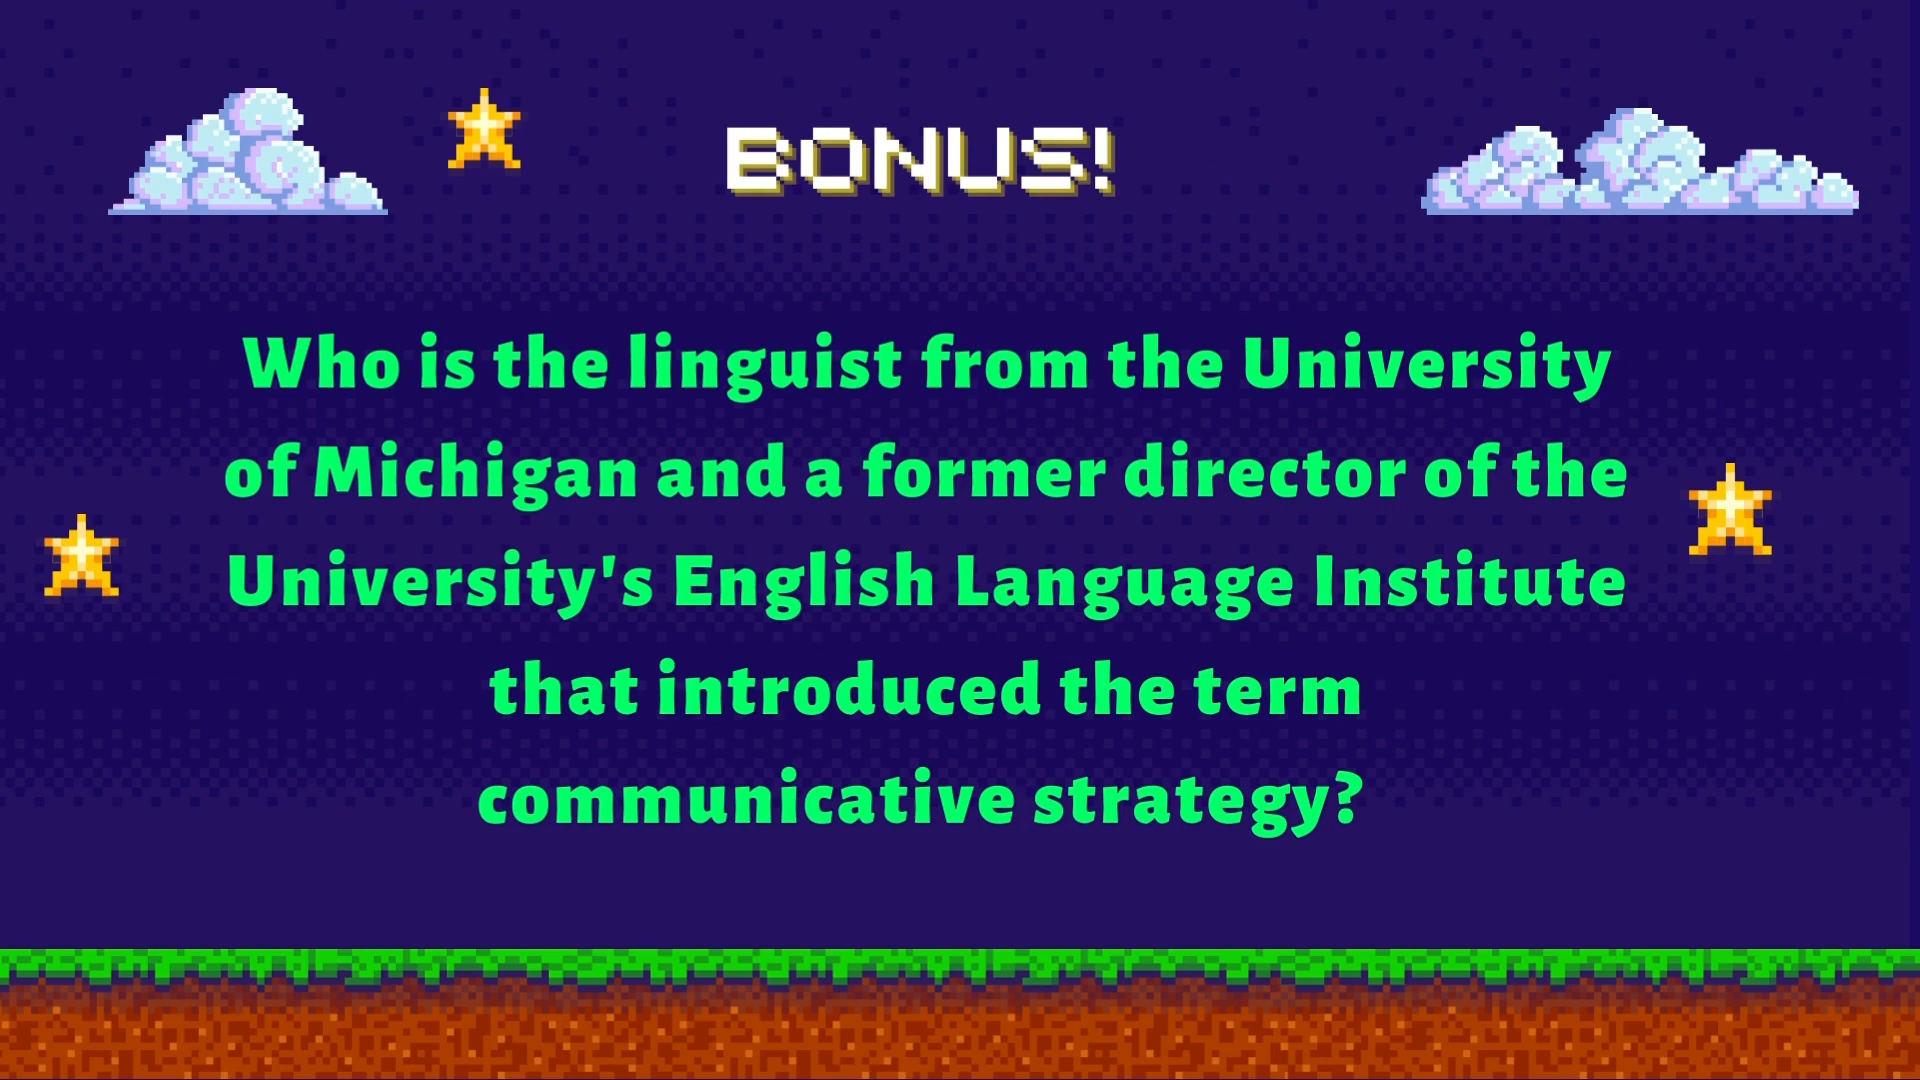 BONUS!
Who is the linguist from the University
of Michigan and a former director of the
University's English Language Institute
that introduced the term
communicative strategy?